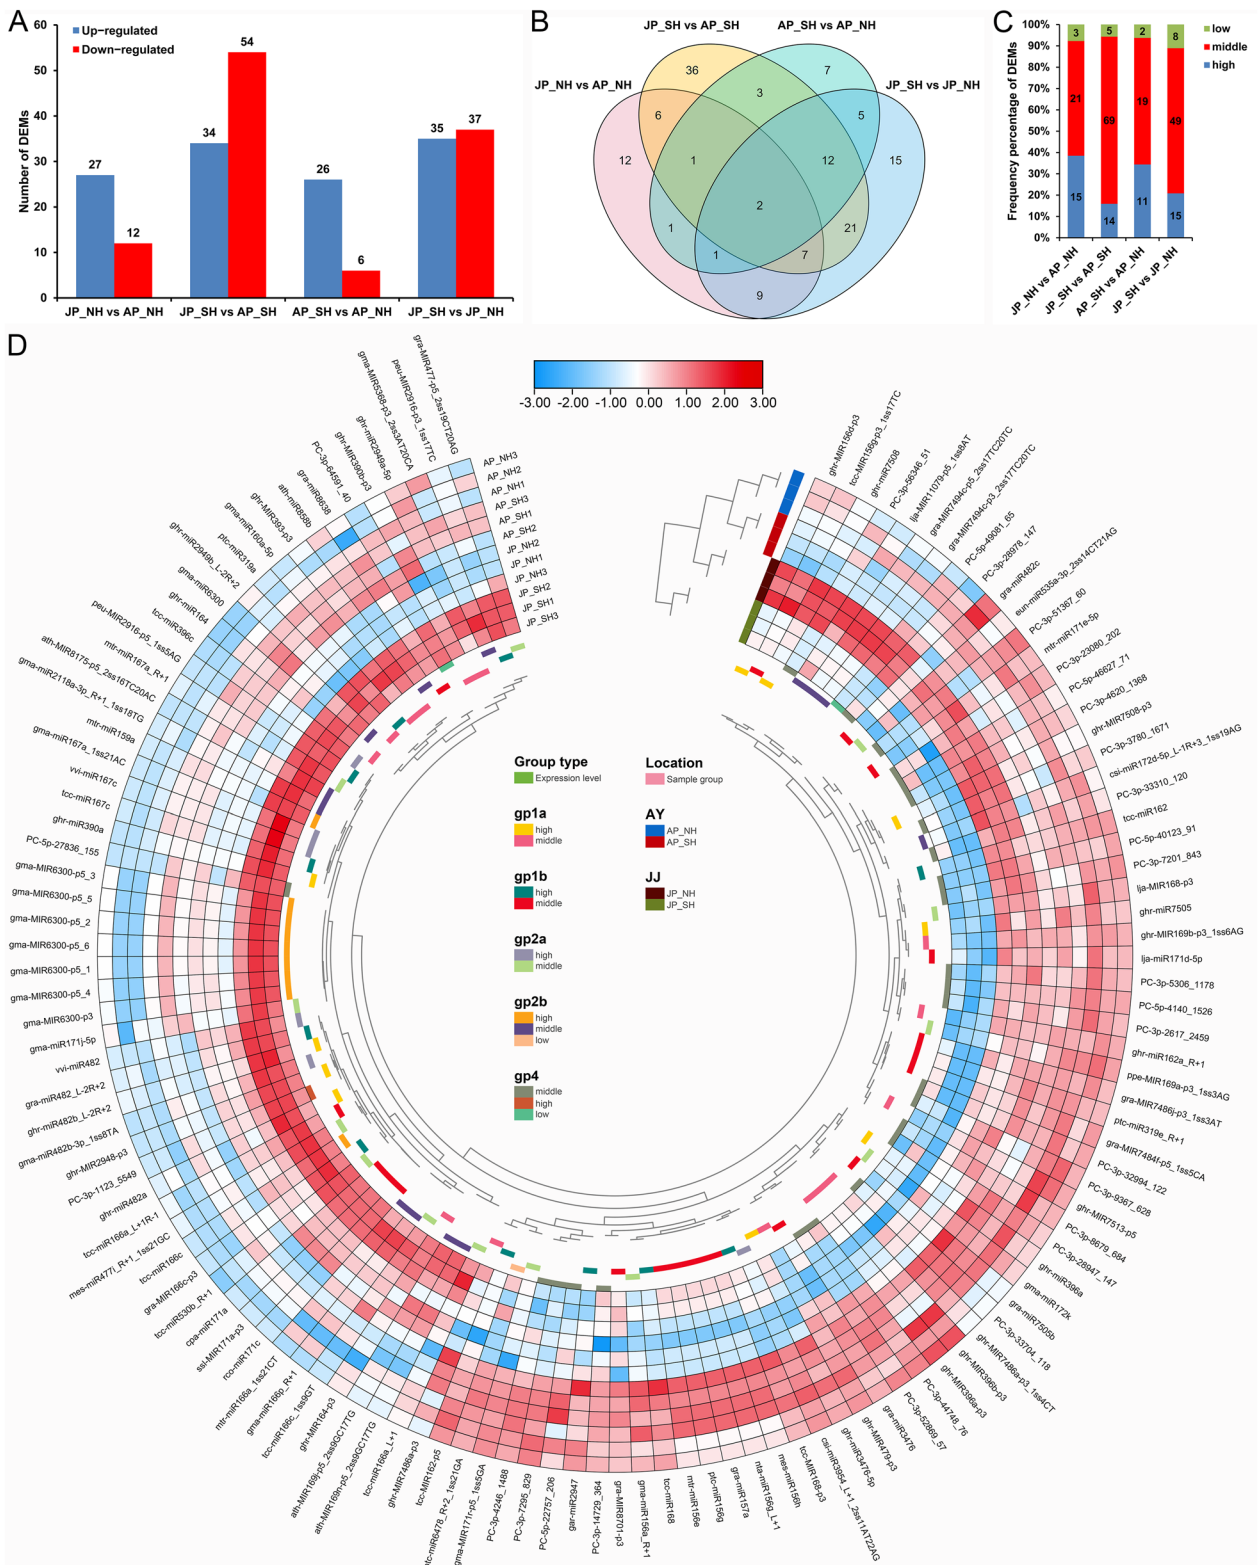 A
Up−regulated
Down−regulated
Number of DEMs
60
50
40
30
20
10
0
27
12
34
54
26
6
35
37
JP_NH vs AP_NH
JP_SH vs AP_SH
AP_SH vs AP_NH
JP_SH vs JP_NH
B
JP_SH vs AP_SH
AP_SH vs AP_NH
JP_NH vs AP_NH
JP_SH vs JP_NH
36
7
3
6
5
12
1
12
15
2
1
21
1
7
9
C
Frequency percentage of DEMs
100%
90%
80%
70%
60%
50%
40%
30%
20%
10%
0%
3
5
2
8
21
69
19
49
15
14
11
15
low
middle
high
JP_NH vs AP_NH
JP_SH vs AP_SH
AP_SH vs AP_NH
JP_SH vs JP_NH
D
-3.00 -2.00 -1.00 0.00 1.00 2.00 3.00
AP_NH3
AP_NH2
AP_NH1
AP_SH3
AP_SH1
AP_SH2
JP_NH2
JP_NH1
JP_NH3
JP_SH2
JP_SH1
JP_SH3
Group type
Expression level
gp1a
high
middle
gp1b
high
middle
gp2a
high
middle
gp2b
high
middle
low
gp4
middle
high
low
Location
Sample group
AY
AP_NH
AP_SH
JJ
JP_NH
JP_SH
ghr-MIR156d-p3
tcc-MIR156g-p3_1ss17TC
ghr-miR7508
PC-3p-56346_51
lja-MIR11079-p5_1ss8AT
gra-MIR7494c-p5_2ss17TC20TC
gra-MIR7494c-p3_2ss17TC20TC
PC-5p-49081_65
PC-3p-28978_147
gra-miR482c
eun-miR535a-3p_2ss14CT21AG
PC-3p-51367_60
mtr-miR171e-5p
PC-3p-23080_202
PC-5p-46627_71
PC-3p-4620_1368
ghr-MIR7508-p3
PC-3p-3780_1671
csi-miR172d-5p_L-1R+3_1ss19AG
PC-3p-33310_120
tcc-miR162
PC-5p-40123_91
PC-3p-7201_843
lja-MIR168-p3
ghr-miR7505
ghr-MIR169b-p3_1ss6AG
lja-miR171d-5p
PC-3p-5306_1178
PC-5p-4140_1526
PC-3p-2617_2459
ghr-miR162a_R+1
ppe-MIR169a-p3_1ss3AG
gra-MIR7486j-p3_1ss3AT
ptc-miR319e_R+1
gra-MIR7484f-p5_1ss5CA
PC-3p-32994_122
PC-3p-9367_628
ghr-MIR7513-p5
PC-3p-8679_684
PC-3p-28947_147
ghr-miR396a
gma-miR172k
gra-miR7505b
PC-3p-33704_118
ghr-MIR7486a-p3_1ss4CT
ghr-MIR396b-p3
ghr-MIR396a-p3
PC-3p-44748_76
PC-3p-52869_57
gra-miR3476
ghr-MIR479-p3
ghr-miR3476-5p
csi-miR3954_L+1_2ss11AT22AG
tcc-MIR168-p3
mes-miR156h
nta-miR156g_L+1
gra-miR157a
ptc-miR156g
mtr-miR156e
tcc-miR168
gma-miR156a_R+1
gra-MIR8701-p3
PC-3p-14729_364
gar-miR2947
PC-5p-22757_206
PC-3p-7295_829
PC-3p-4246_1488
gma-MIR171r-p5_1ss5GA
ptc-miR6478_R+2_1ss21GA
tcc-MIR162-p5
ghr-MIR7486a-p3
tcc-miR166a_L+1
ath-MIR169n-p5_2ss9GC17TG
ath-MIR169j-p5_2ss9GC17TG
ghr-MIR164-p3
tcc-miR166c_1ss9GT
gma-miR166p_R+1
mtr-miR166a_1ss21CT
rco-miR171c
ssl-MIR171a-p3
cpa-miR171a
tcc-miR530b_R+1
gra-MIR166c-p3
tcc-miR166c
mes-miR477i_R+1_1ss21GC
tcc-miR166a_L+1R-1
ghr-miR482a
PC-3p-1123_5549
ghr-MIR2948-p3
gma-miR482b-3p_1ss8TA
ghr-miR482b_L-2R+2
gra-miR482_L-2R+2
vvi-miR482
gma-miR171j-5p
gma-MIR6300-p3
gma-MIR6300-p5_4
gma-MIR6300-p5_1
gma-MIR6300-p5_6
gma-MIR6300-p5_2
gma-MIR6300-p5_5
gma-MIR6300-p5_3
PC-5p-27836_155
ghr-miR390a
tcc-miR167c
vvi-miR167c
gma-miR167a_1ss21AC
mtr-miR159a
gma-miR2118a-3p_R+1_1ss18TG
ath-MIR8175-p5_2ss16TC20AC
mtr-miR167a_R+1
peu-MIR2916-p5_1ss5AG
tcc-miR396c
ghr-miR164
gma-miR6300
ghr-miR2949b_L-2R+2
ptc-miR319a
gma-miR160a-5p
ghr-MIR393-p3
ath-miR858b
gra-miR8638
PC-3p-64591_40
ghr-MIR390b-p3
ghr-miR2949a-5p
gma-MIR5368-p3_2ss3AT20CA
peu-MIR2916-p3_1ss17TC
gra-MIR477-p5_2ss19CT20AG